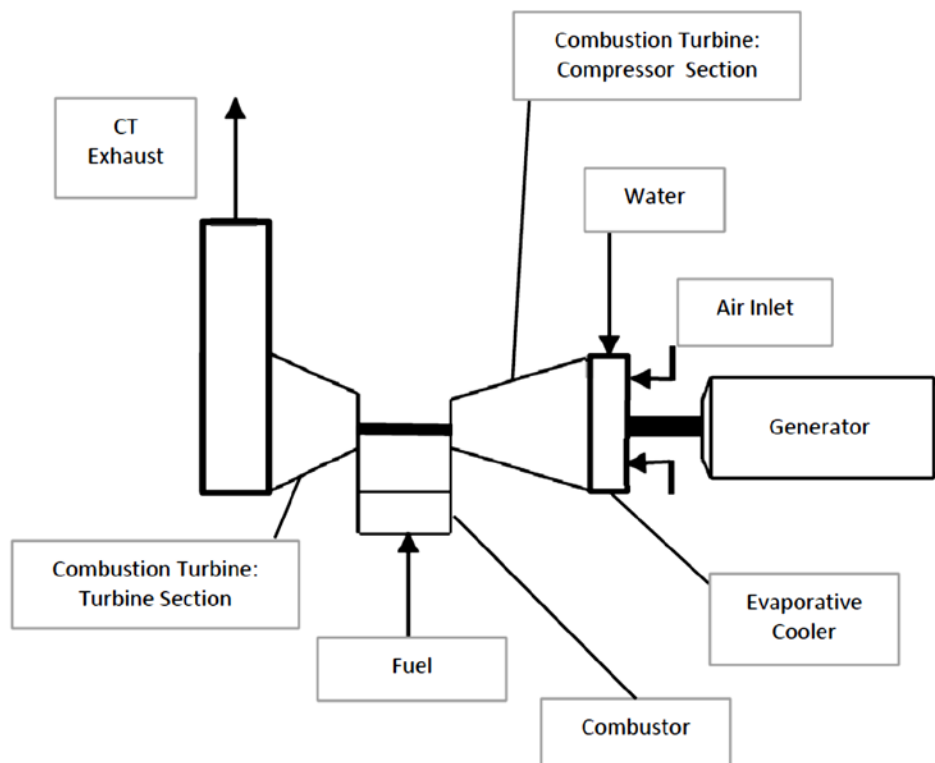 Combustion Turbine:
Compressor Section
CT
Exhaust
Water
Air Inlet
Generator
Combustion Turbine:
Turbine Section
Evaporative
Cooler
Fuel
Combustor